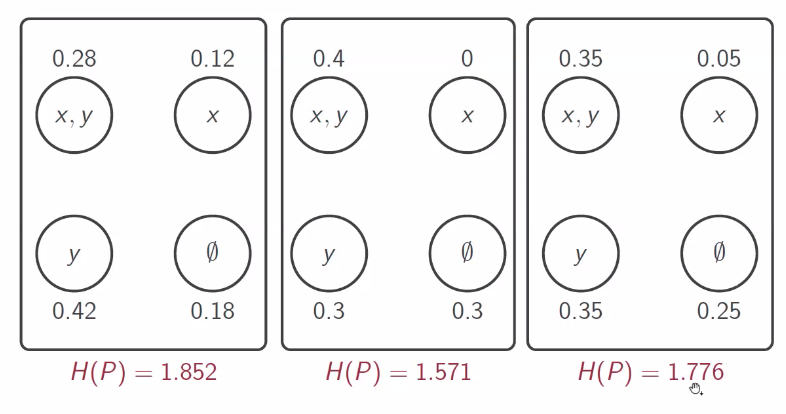 0.28 0.12 0.4 0 0.35 0.05
x, y x x, y x x, y x
y ∅ y ∅ y ∅
0.42 0.18 0.3 0.3 0.35 0.25
H(P) = 1.852 H(P) = 1.571 H(P) = 1.776